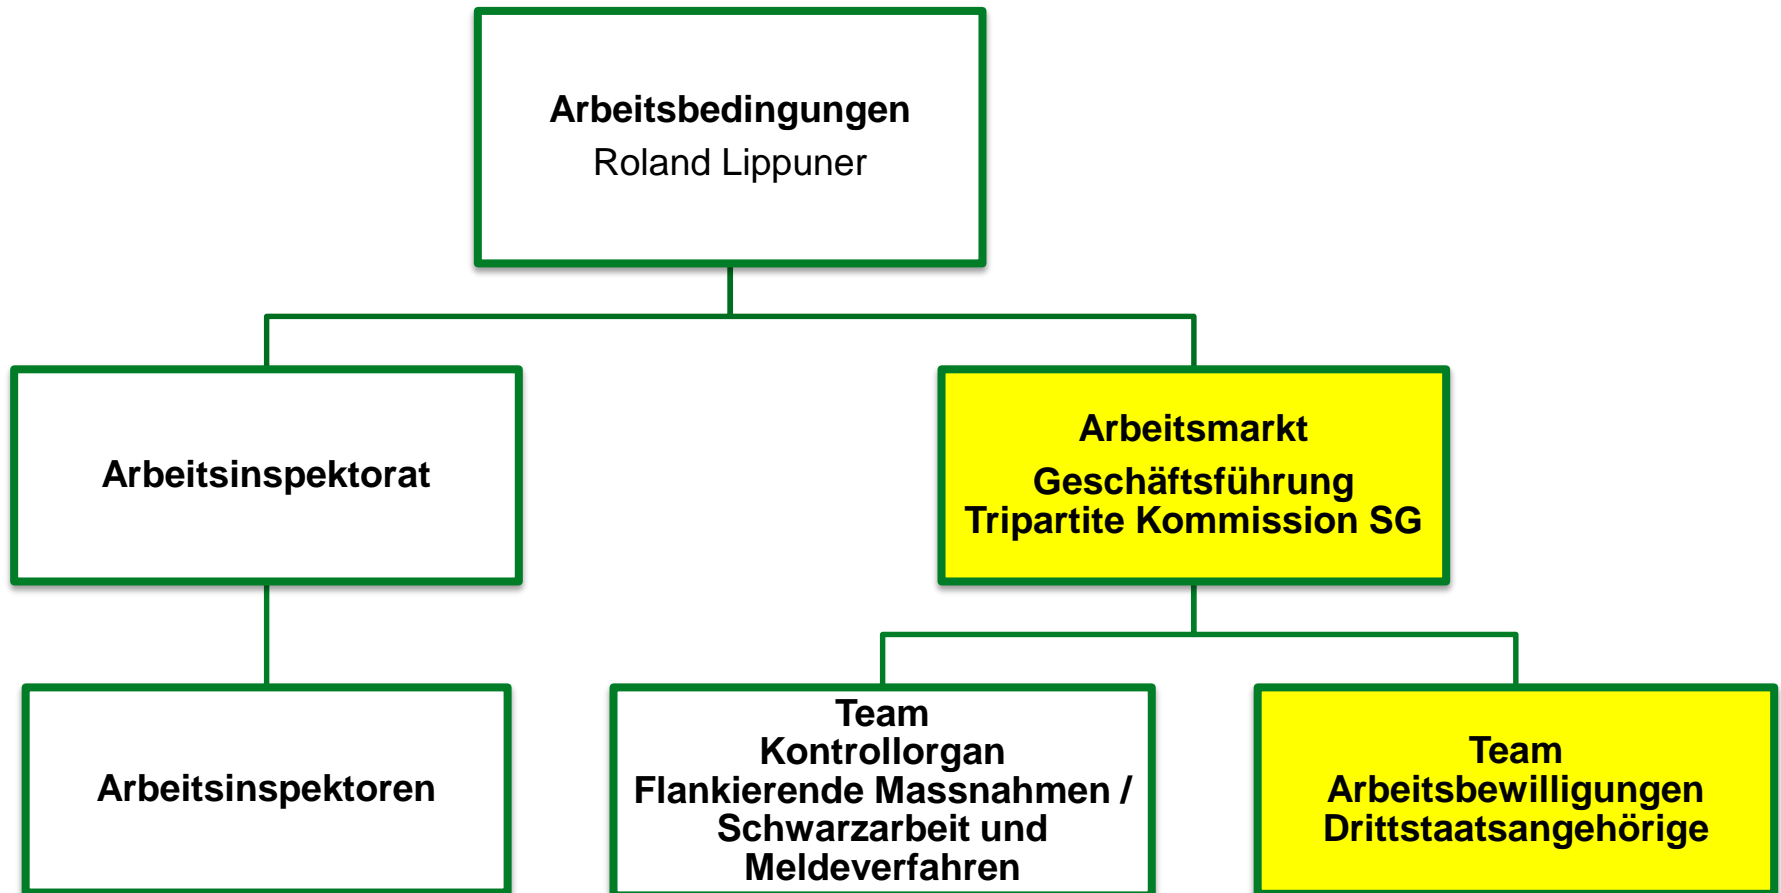 Arbeitsbedingungen
Roland Lippuner
Arbeitsinspektorat
Arbeitsmarkt
Geschäftsführung
Tripartite Kommission SG
Arbeitsinspektoren
Team
Kontrollorgan
Flankierende Massnahmen /
Schwarzarbeit und
Meldeverfahren
Team
Arbeitsbewilligungen
Drittstaatsangehörige